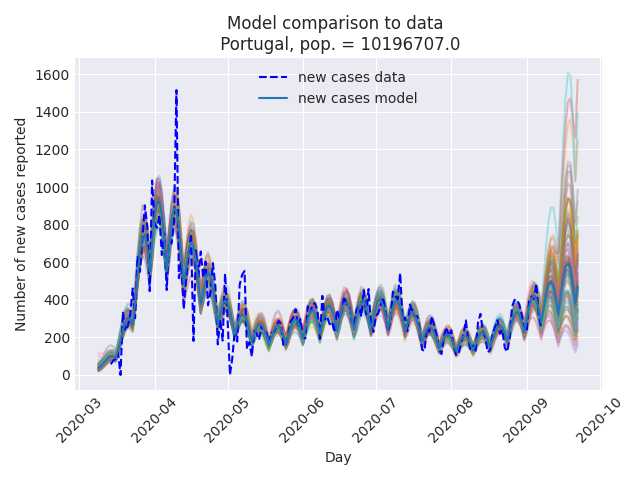 Model comparison to data
Portugal, pop. = 10196707.0
new cases data
new cases model
Number of new cases reported
1600
1400
1200
1000
800
600
400
200
0
2020-03
2020-04
2020-05
2020-06
2020-07
2020-08
2020-09
2020-10
Day